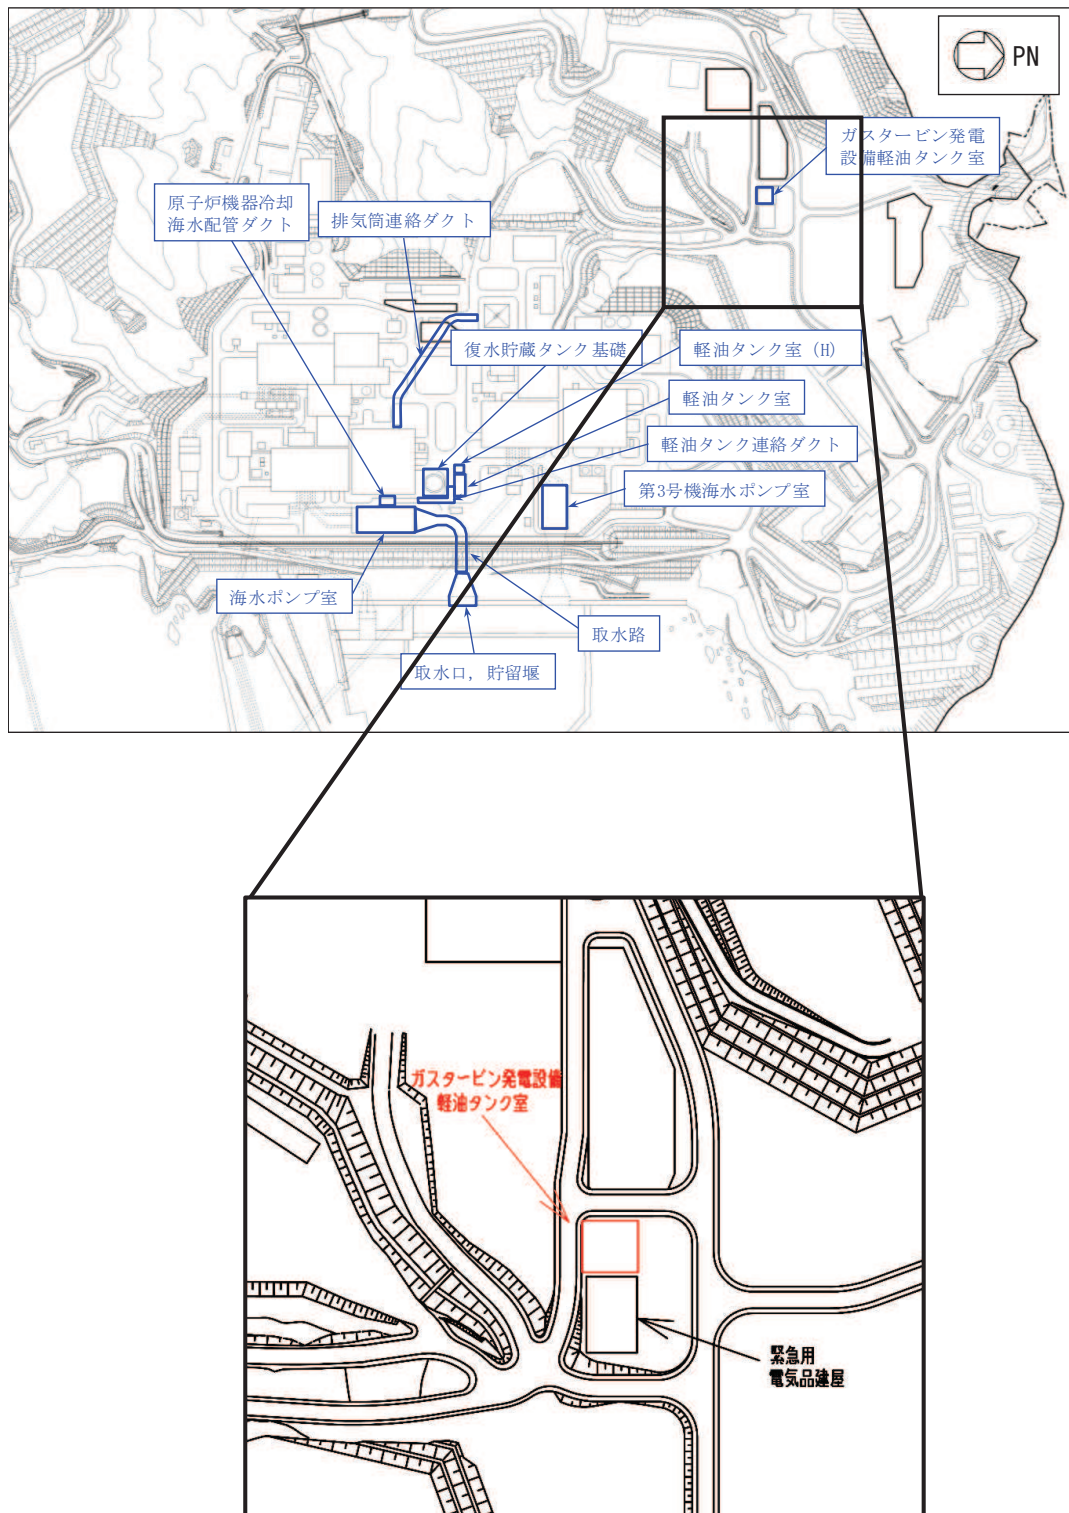 PN
ガスタービン発電
設備軽油タンク室
原子炉機器冷却
海水配管ダクト
排気筒連絡ダクト
復水貯蔵タンク基礎
軽油タンク室（H）
軽油タンク室
軽油タンク連絡ダクト
第3号機海水ポンプ室
海水ポンプ室
取水路
取水口，貯留堰
ガスタービン発電設備
軽油タンク室
緊急用
電気品建屋